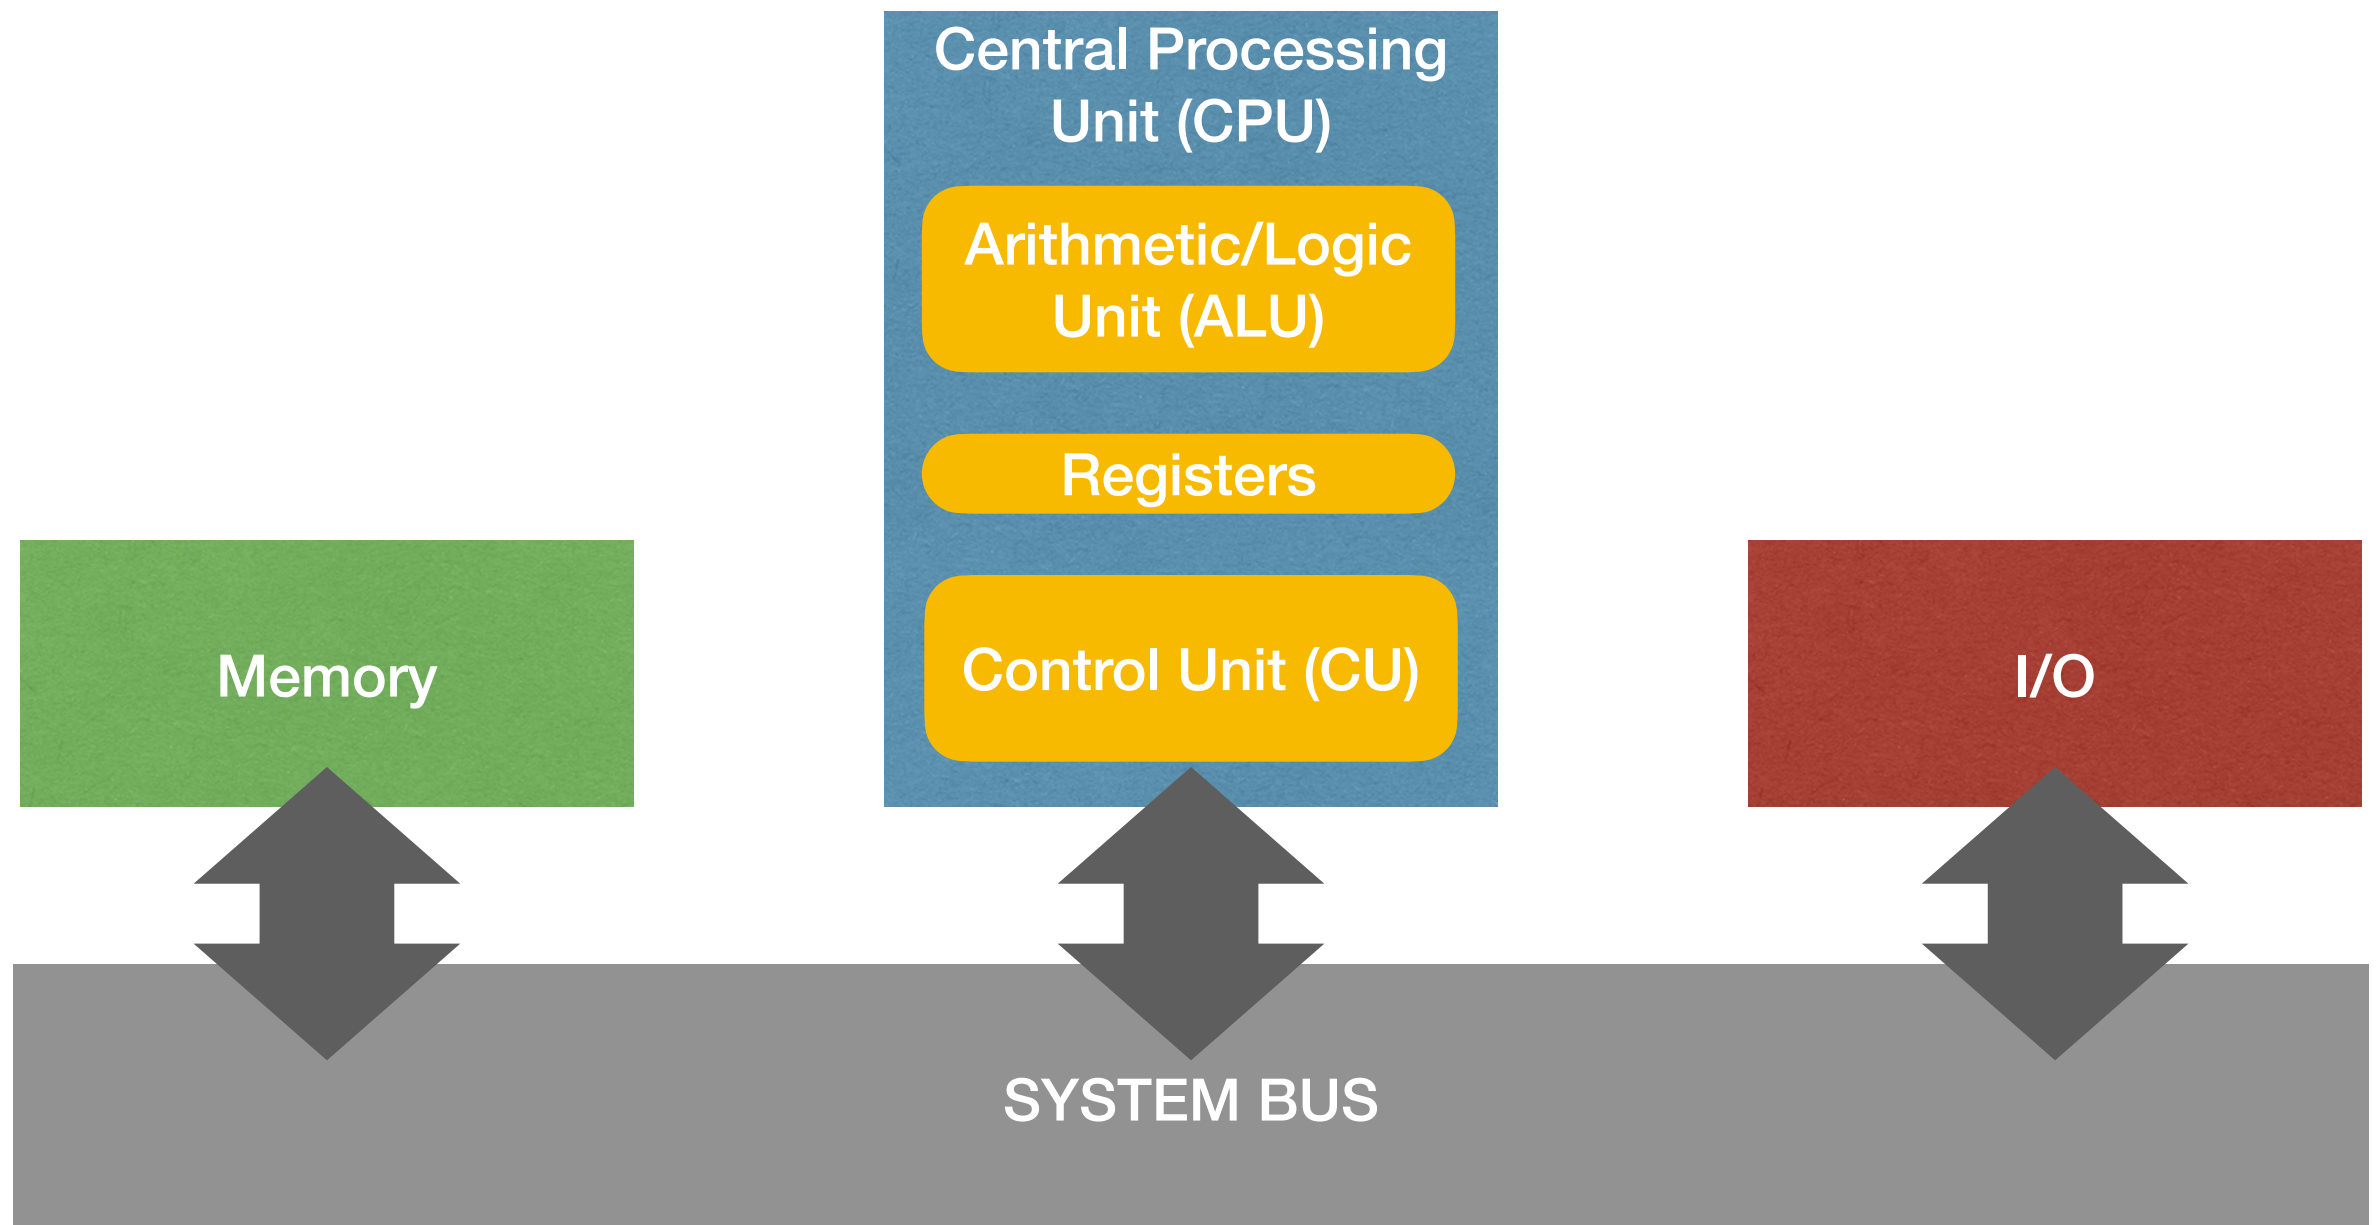 Central Processing
Unit (CPU)
Arithmetic/Logic
Unit (ALU)
Registers
Control Unit (CU)
Memory
I/O
SYSTEM BUS